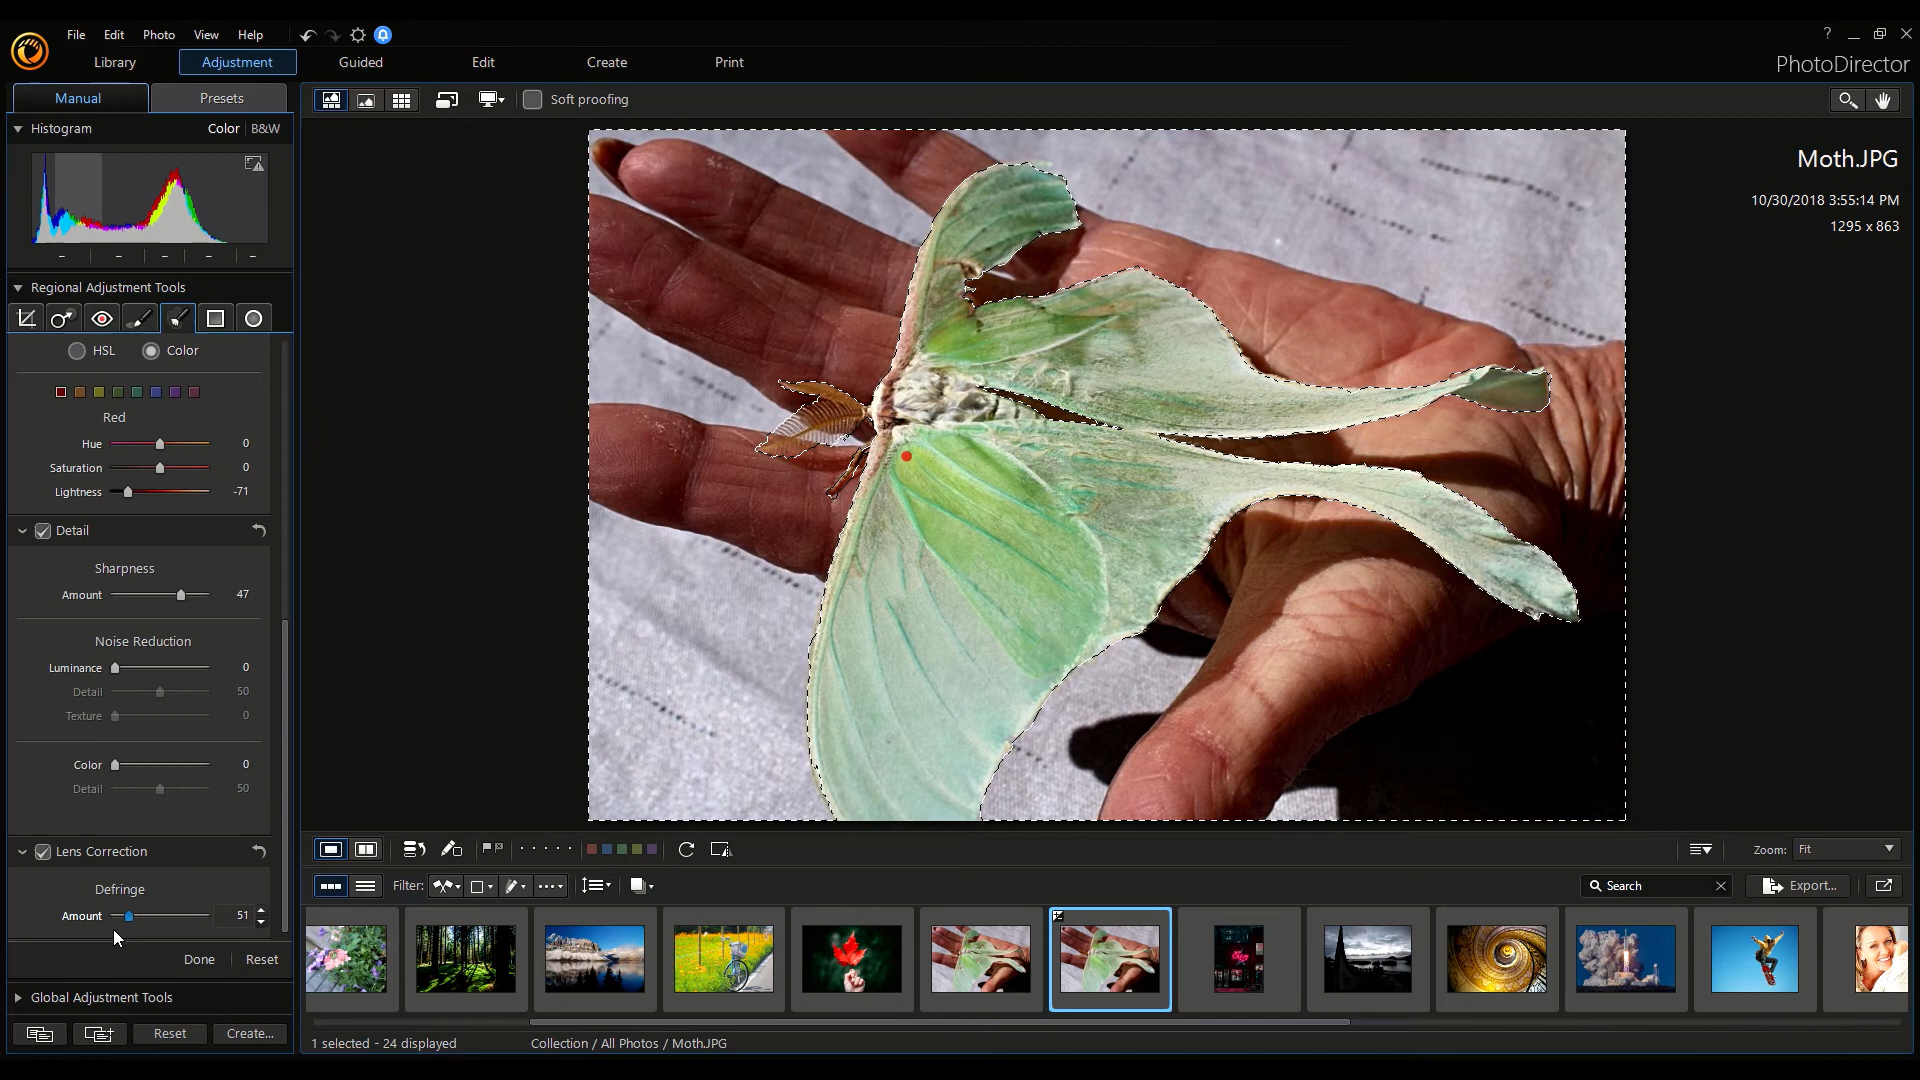 File Edit Photo View Help
?
Library Adjustment Guided Edit Create Print
PhotoDirector
Manual Presets
Soft proofing
Histogram Color B&W
Moth.JPG
10/30/2018 3:55:14 PM
1295 x 863
Regional Adjustment Tools
HSL Color
Red
Hue 0
Saturation 0
Lightness -71
Detail
Sharpness
Amount 47
Noise Reduction
Luminance 0
Detail 50
Texture 0
Color 0
Detail 50
Lens Correction
Defringe
Amount 51
Done Reset
Global Adjustment Tools
Reset Create...
Zoom: Fit
Filter: Search Export...
1 selected - 24 displayed Collection / All Photos / Moth.JPG